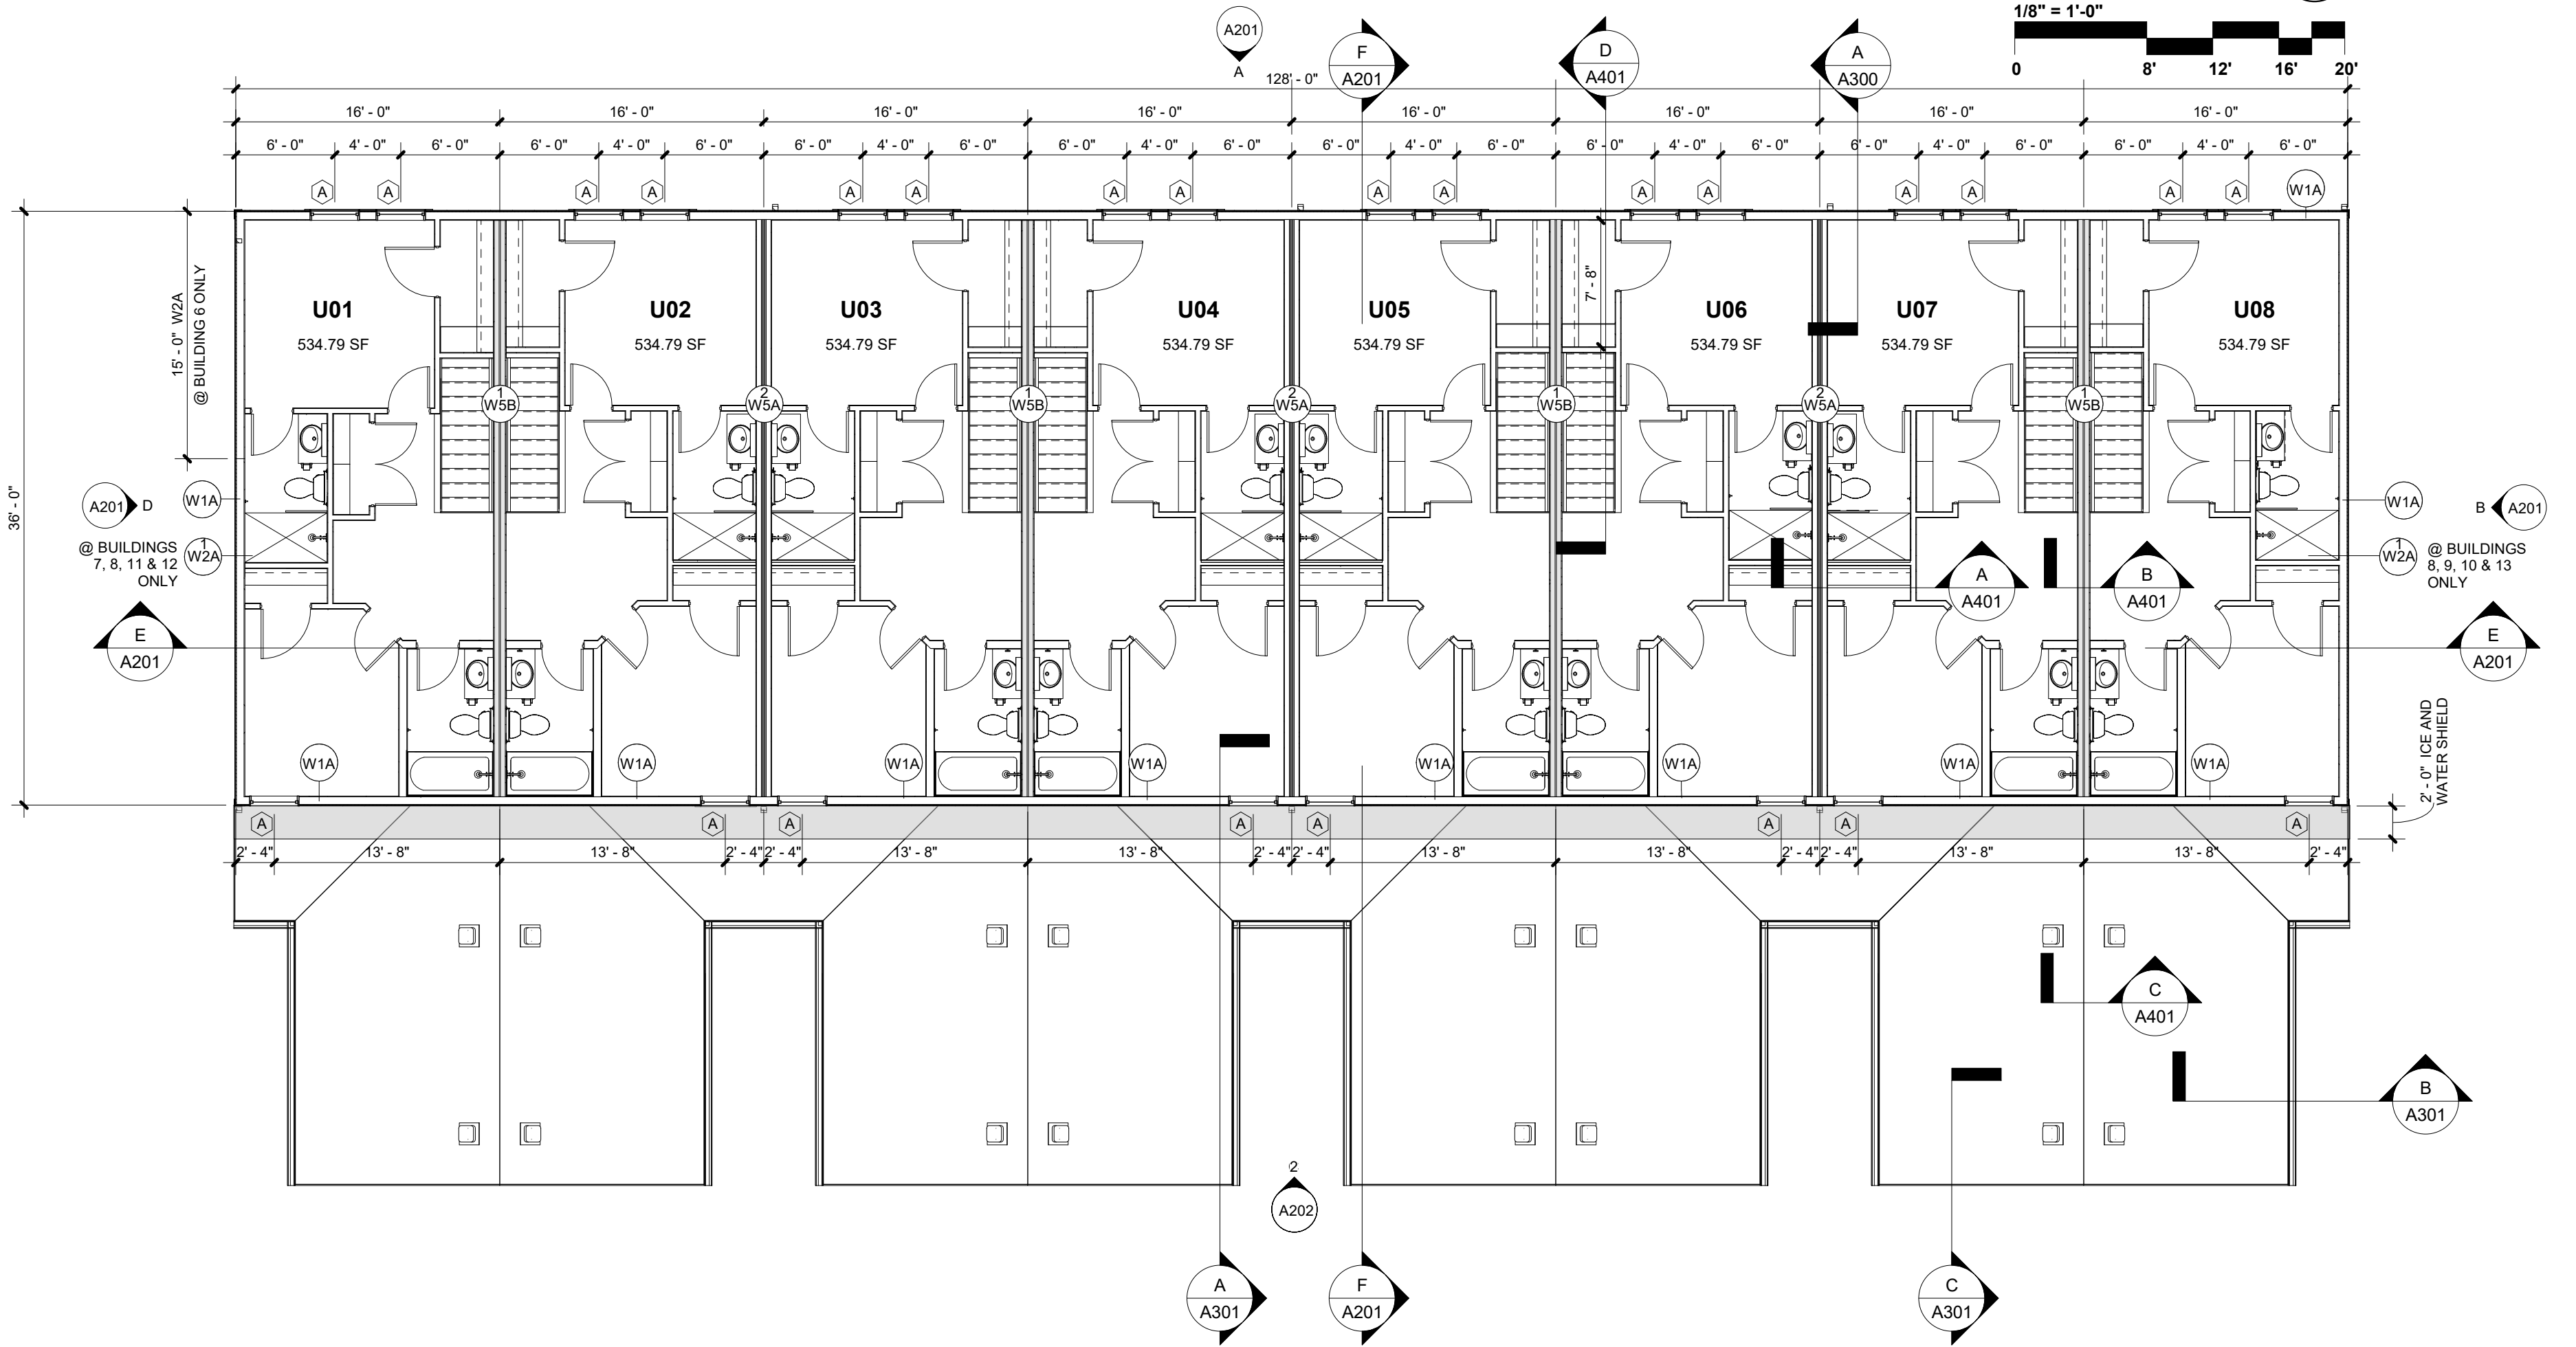 1/8" = 1'-0"
0 8' 12' 16' 20'
A201
A
F
A201
D
A401
A
A300
128' - 0"
16' - 0" 16' - 0" 16' - 0" 16' - 0" 16' - 0" 16' - 0" 16' - 0" 16' - 0"
6' - 0" 4' - 0" 6' - 0" 6' - 0" 4' - 0" 6' - 0" 6' - 0" 4' - 0" 6' - 0" 6' - 0" 4' - 0" 6' - 0" 6' - 0" 4' - 0" 6' - 0" 6' - 0" 4' - 0" 6' - 0" 6' - 0" 4' - 0" 6' - 0" 6' - 0" 4' - 0" 6' - 0"
A A A A A A A A A A A A A A A A W1A
36' - 0"
15' - 0" W2A
@ BUILDING 6 ONLY
7' - 8"
U01 U02 U03 U04 U05 U06 U07 U08
534.79 SF 534.79 SF 534.79 SF 534.79 SF 534.79 SF 534.79 SF 534.79 SF 534.79 SF
1 2 1 2 1 2 1
W5B W5A W5B W5A W5B W5A W5B
A201 D
W1A
W1A
B A201
@ BUILDINGS
7, 8, 11 & 12
ONLY
1
W2A
1
W2A
@ BUILDINGS
8, 9, 10 & 13
ONLY
A
A401
B
A401
E
A201
E
A201
W1A W1A W1A W1A W1A W1A W1A W1A
2' - 0" ICE AND
WATER SHIELD
A A A A A A A A
2' - 4" 13' - 8" 13' - 8" 2' - 4" 2' - 4" 13' - 8" 13' - 8" 2' - 4" 2' - 4" 13' - 8" 13' - 8" 2' - 4" 2' - 4" 13' - 8" 13' - 8" 2' - 4"
C
A401
B
A301
2
A202
A
A301
F
A201
C
A301